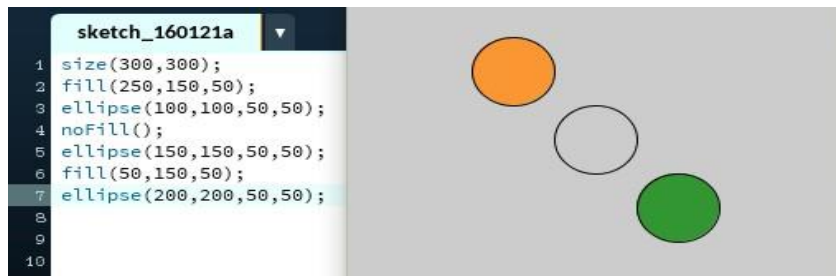 sketch_160121a ▼
1 size(300,300);
2 fill(250,150,50);
3 ellipse(100,100,50,50);
4 noFill();
5 ellipse(150,150,50,50);
6 fill(50,150,50);
7 ellipse(200,200,50,50);
8
9
10